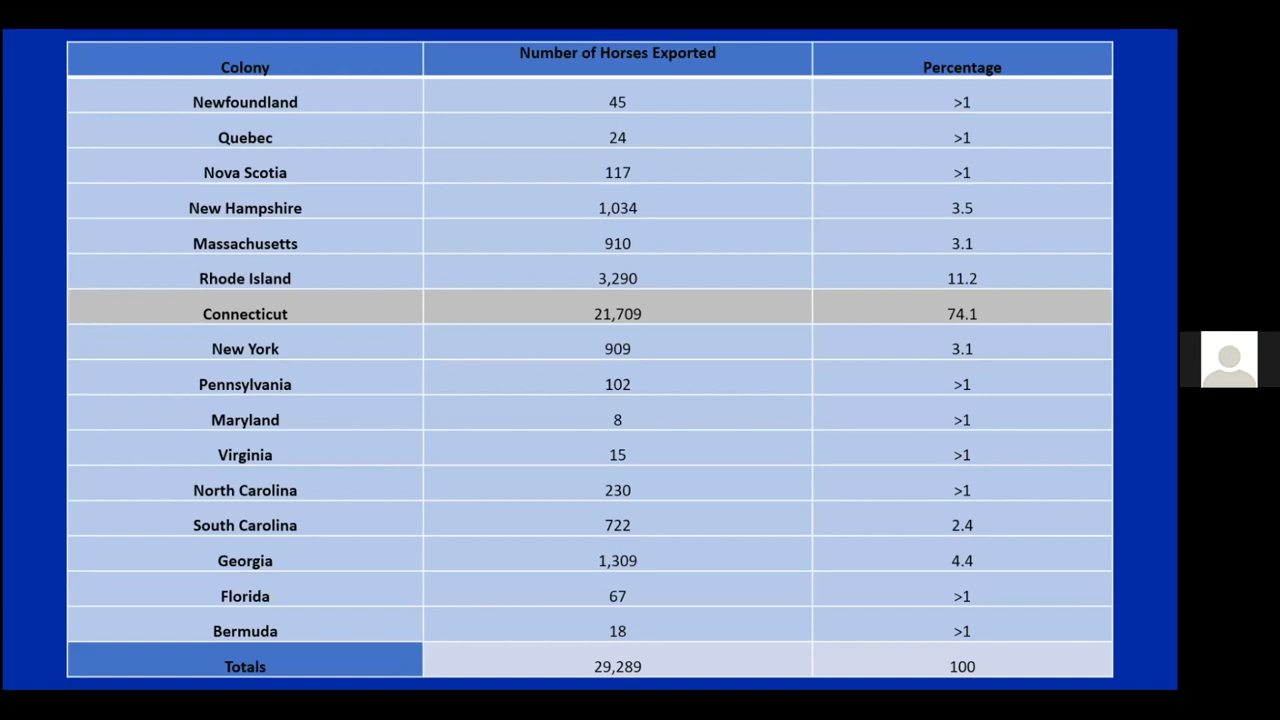 Colony Number of Horses Exported Percentage
Newfoundland 45 >1
Quebec 24 >1
Nova Scotia 117 >1
New Hampshire 1,034 3.5
Massachusetts 910 3.1
Rhode Island 3,290 11.2
Connecticut 21,709 74.1
New York 909 3.1
Pennsylvania 102 >1
Maryland 8 >1
Virginia 15 >1
North Carolina 230 >1
South Carolina 722 2.4
Georgia 1,309 4.4
Florida 67 >1
Bermuda 18 >1
Totals 29,289 100